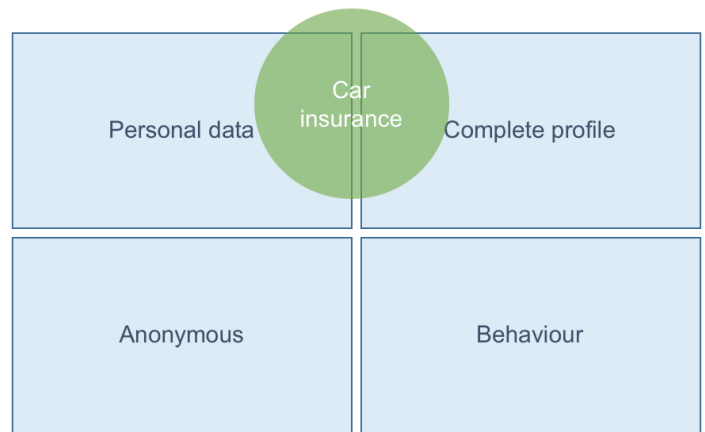 Car
insurance
Personal data
Complete profile
Anonymous
Behaviour